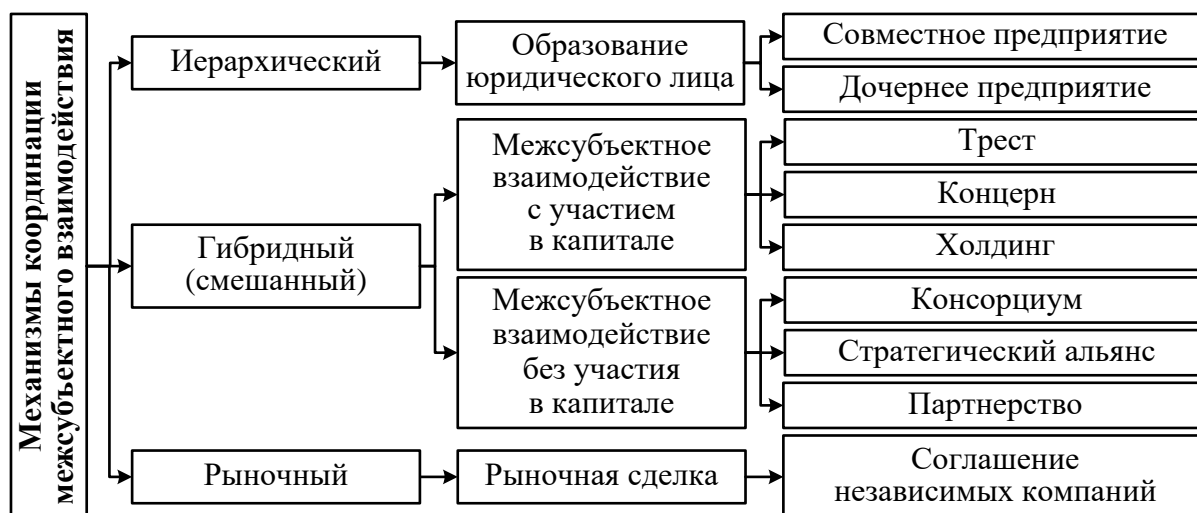 Механизмы координации
межсубъектного взаимодействия
Иерархический
Образование
юридического лица
Совместное предприятие
Дочернее предприятие
Гибридный
(смешанный)
Межсубъектное
взаимодействие
с участием
в капитале
Трест
Концерн
Холдинг
Межсубъектное
взаимодействие
без участия
в капитале
Консорциум
Стратегический альянс
Партнерство
Рыночный
Рыночная сделка
Соглашение
независимых компаний